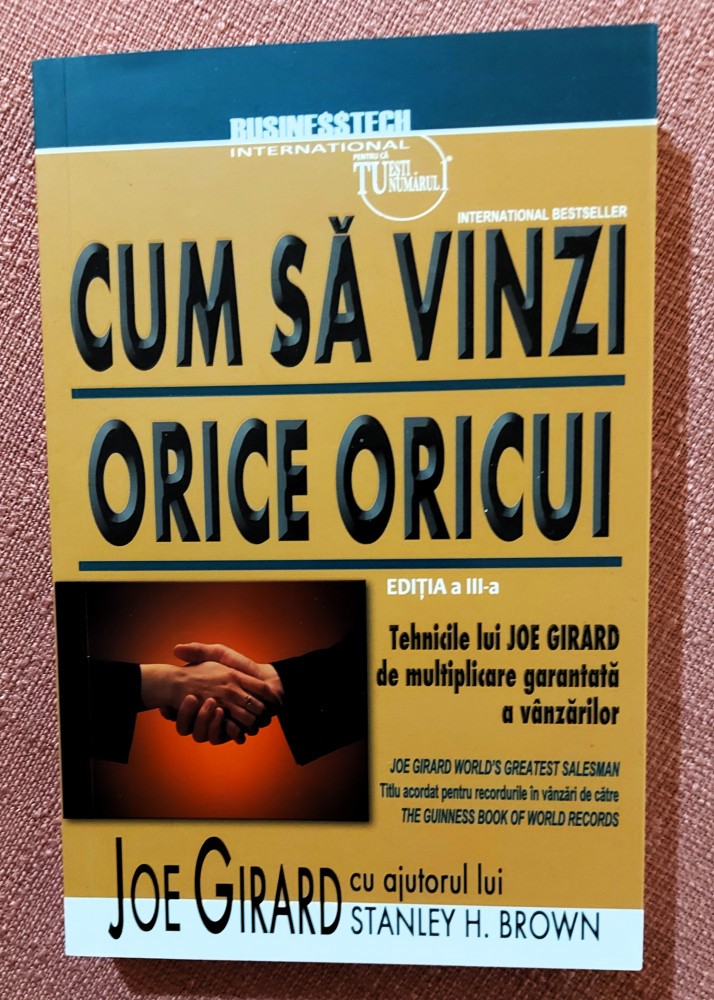 BUSINE$$TECH
INTERNATIONAL
PENTRU CĂ
TU EȘTI
NUMĂRUL 1
INTERNATIONAL BESTSELLER
CUM SĂ VINZI
ORICE ORICUI
EDIȚIA a III-a
Tehnicile lui JOE GIRARD
de multiplicare garantată
a vânzărilor
JOE GIRARD WORLD'S GREATEST SALESMAN
Titlu acordat pentru recordurile în vânzări de către
THE GUINNESS BOOK OF WORLD RECORDS
JOE GIRARD cu ajutorul lui
STANLEY H. BROWN